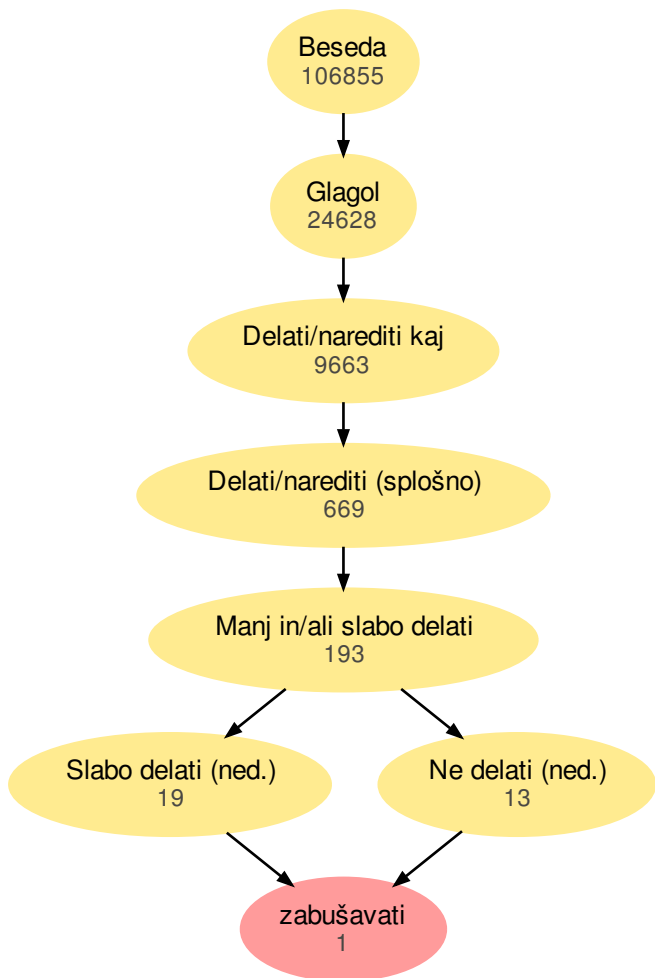 Beseda
106855
Glagol
24628
Delati/narediti kaj
9663
Delati/narediti (splošno)
669
Manj in/ali slabo delati
193
Slabo delati (ned.)
19
Ne delati (ned.)
13
zabušavati
1